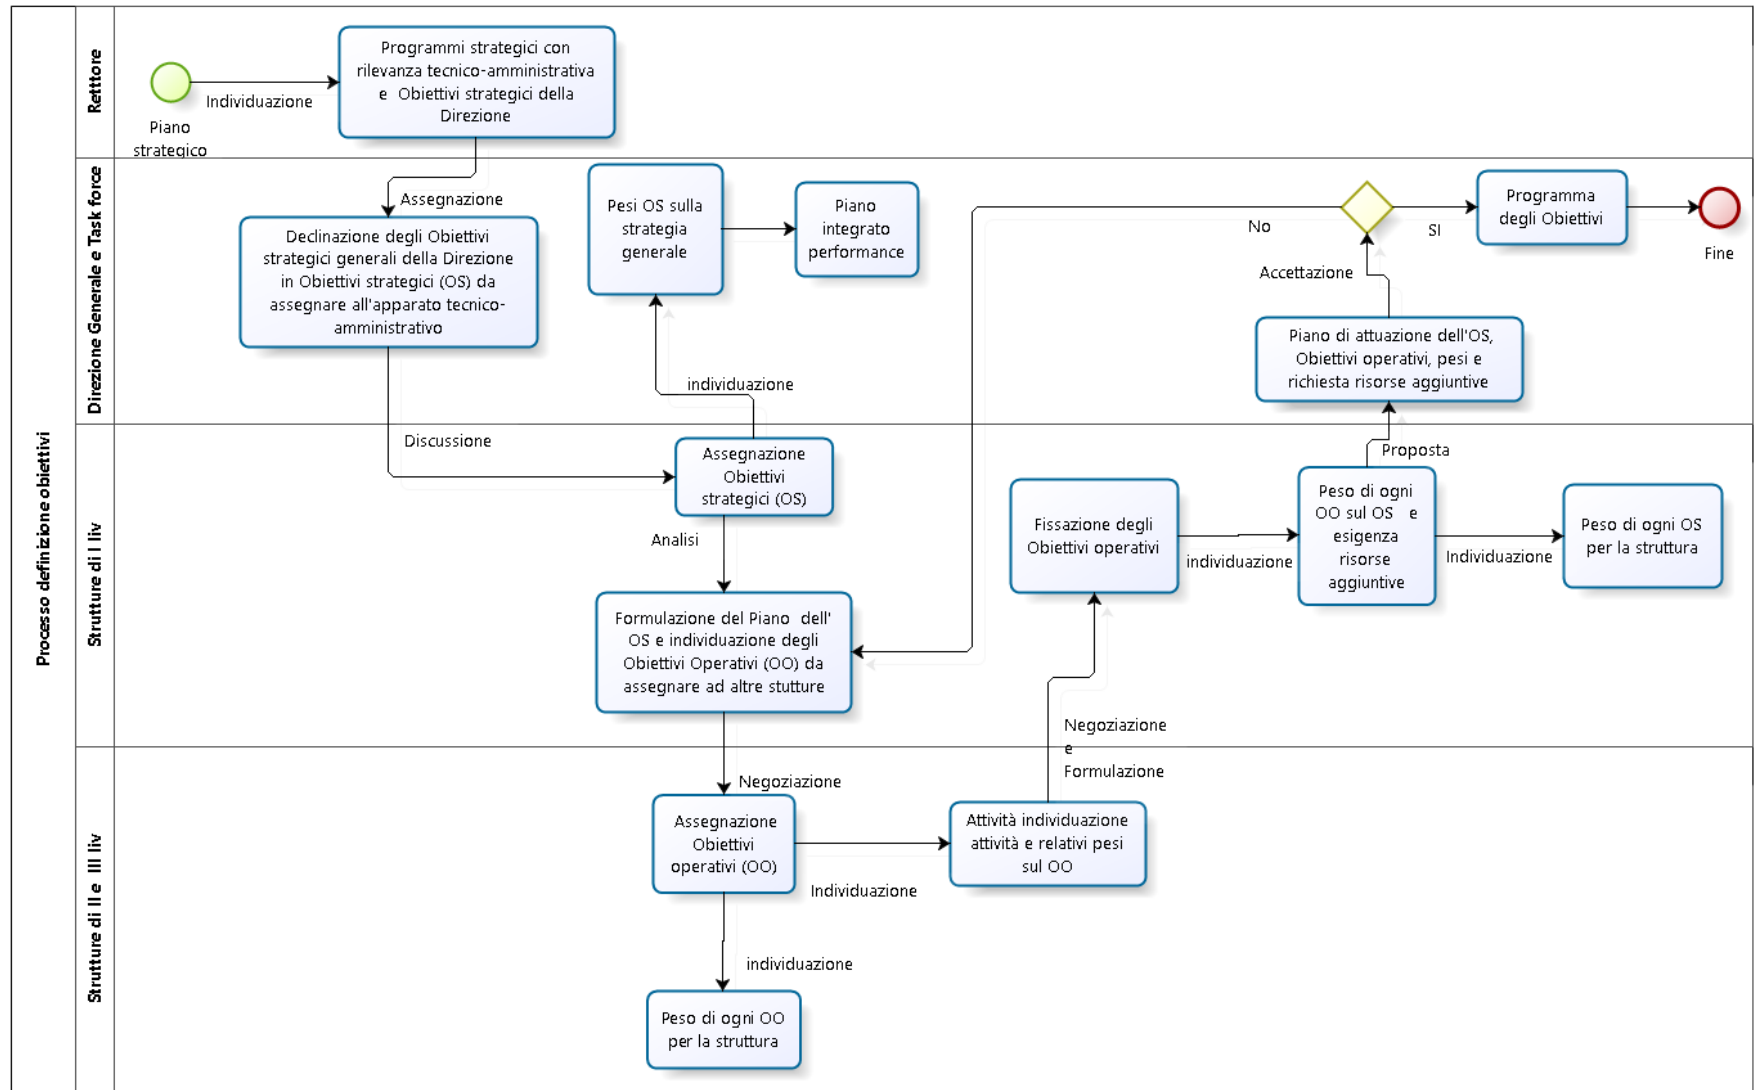 Processo definizione obiettivi
Retttore
Piano
strategico
Individuazione
Programmi strategici con
rilevanza tecnico-amministrativa
e Obiettivi strategici della
Direzione
Direzione Generale e Task force
Assegnazione
Declinazione degli Obiettivi
strategici generali della Direzione
in Obiettivi strategici (OS) da
assegnare all'apparato tecnico-
amministrativo
Pesi OS sulla
strategia
generale
Piano
integrato
performance
individuazione
No
SI
Programma
degli Obiettivi
Fine
Accettazione
Piano di attuazione dell'OS,
Obiettivi operativi, pesi e
richiesta risorse aggiuntive
Strutture di I liv
Discussione
Assegnazione
Obiettivi
strategici (OS)
Analisi
Formulazione del Piano dell'
OS e individuazione degli
Obiettivi Operativi (OO) da
assegnare ad altre stutture
Fissazione degli
Obiettivi operativi
individuazione
Proposta
Peso di ogni
OO sul OS e
esigenza
risorse
aggiuntive
Individuazione
Peso di ogni OS
per la struttura
Negoziazione
e
Formulazione
Strutture di II e III liv
Negoziazione
Assegnazione
Obiettivi
operativi (OO)
Individuazione
Attività individuazione
attività e relativi pesi
sul OO
individuazione
Peso di ogni OO
per la struttura